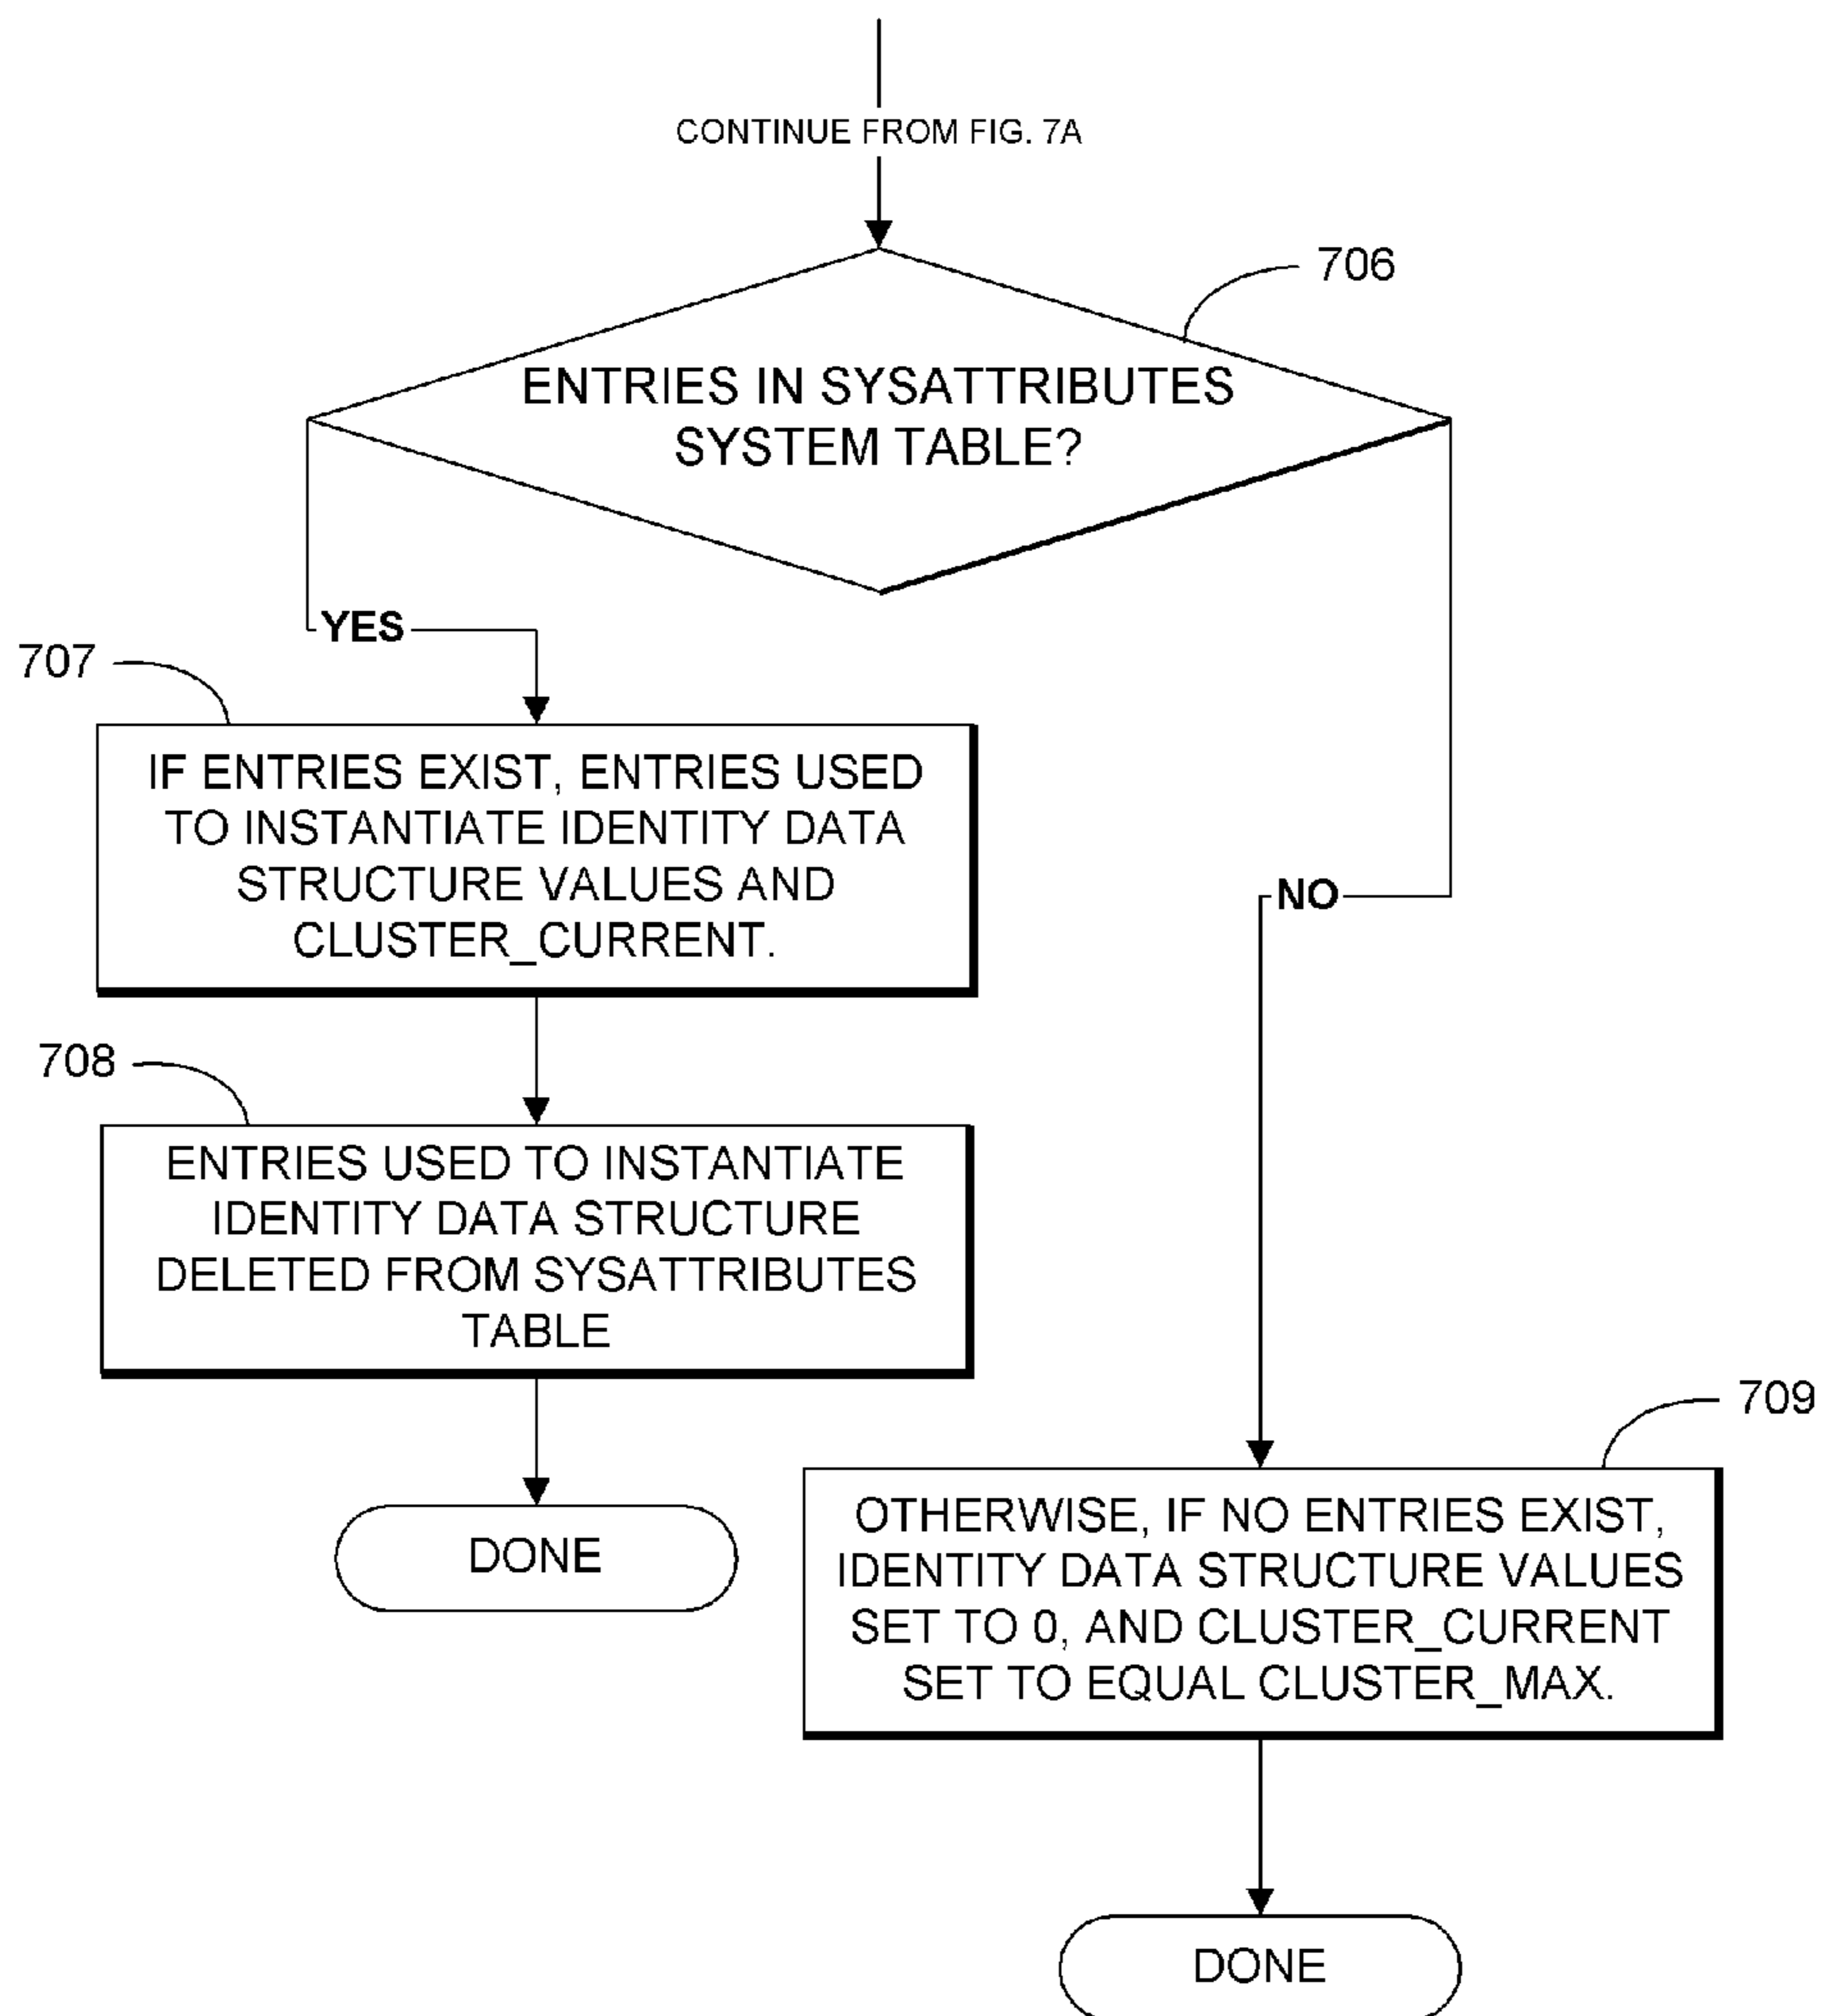 CONTINUE FROM FIG. 7A
706
ENTRIES IN SYSATTRIBUTES
SYSTEM TABLE?
YES
707
IF ENTRIES EXIST, ENTRIES USED
TO INSTANTIATE IDENTITY DATA
STRUCTURE VALUES AND
CLUSTER_CURRENT.
NO
708
ENTRIES USED TO INSTANTIATE
IDENTITY DATA STRUCTURE
DELETED FROM SYSATTRIBUTES
TABLE
DONE
709
OTHERWISE, IF NO ENTRIES EXIST,
IDENTITY DATA STRUCTURE VALUES
SET TO 0, AND CLUSTER_CURRENT
SET TO EQUAL CLUSTER_MAX.
DONE